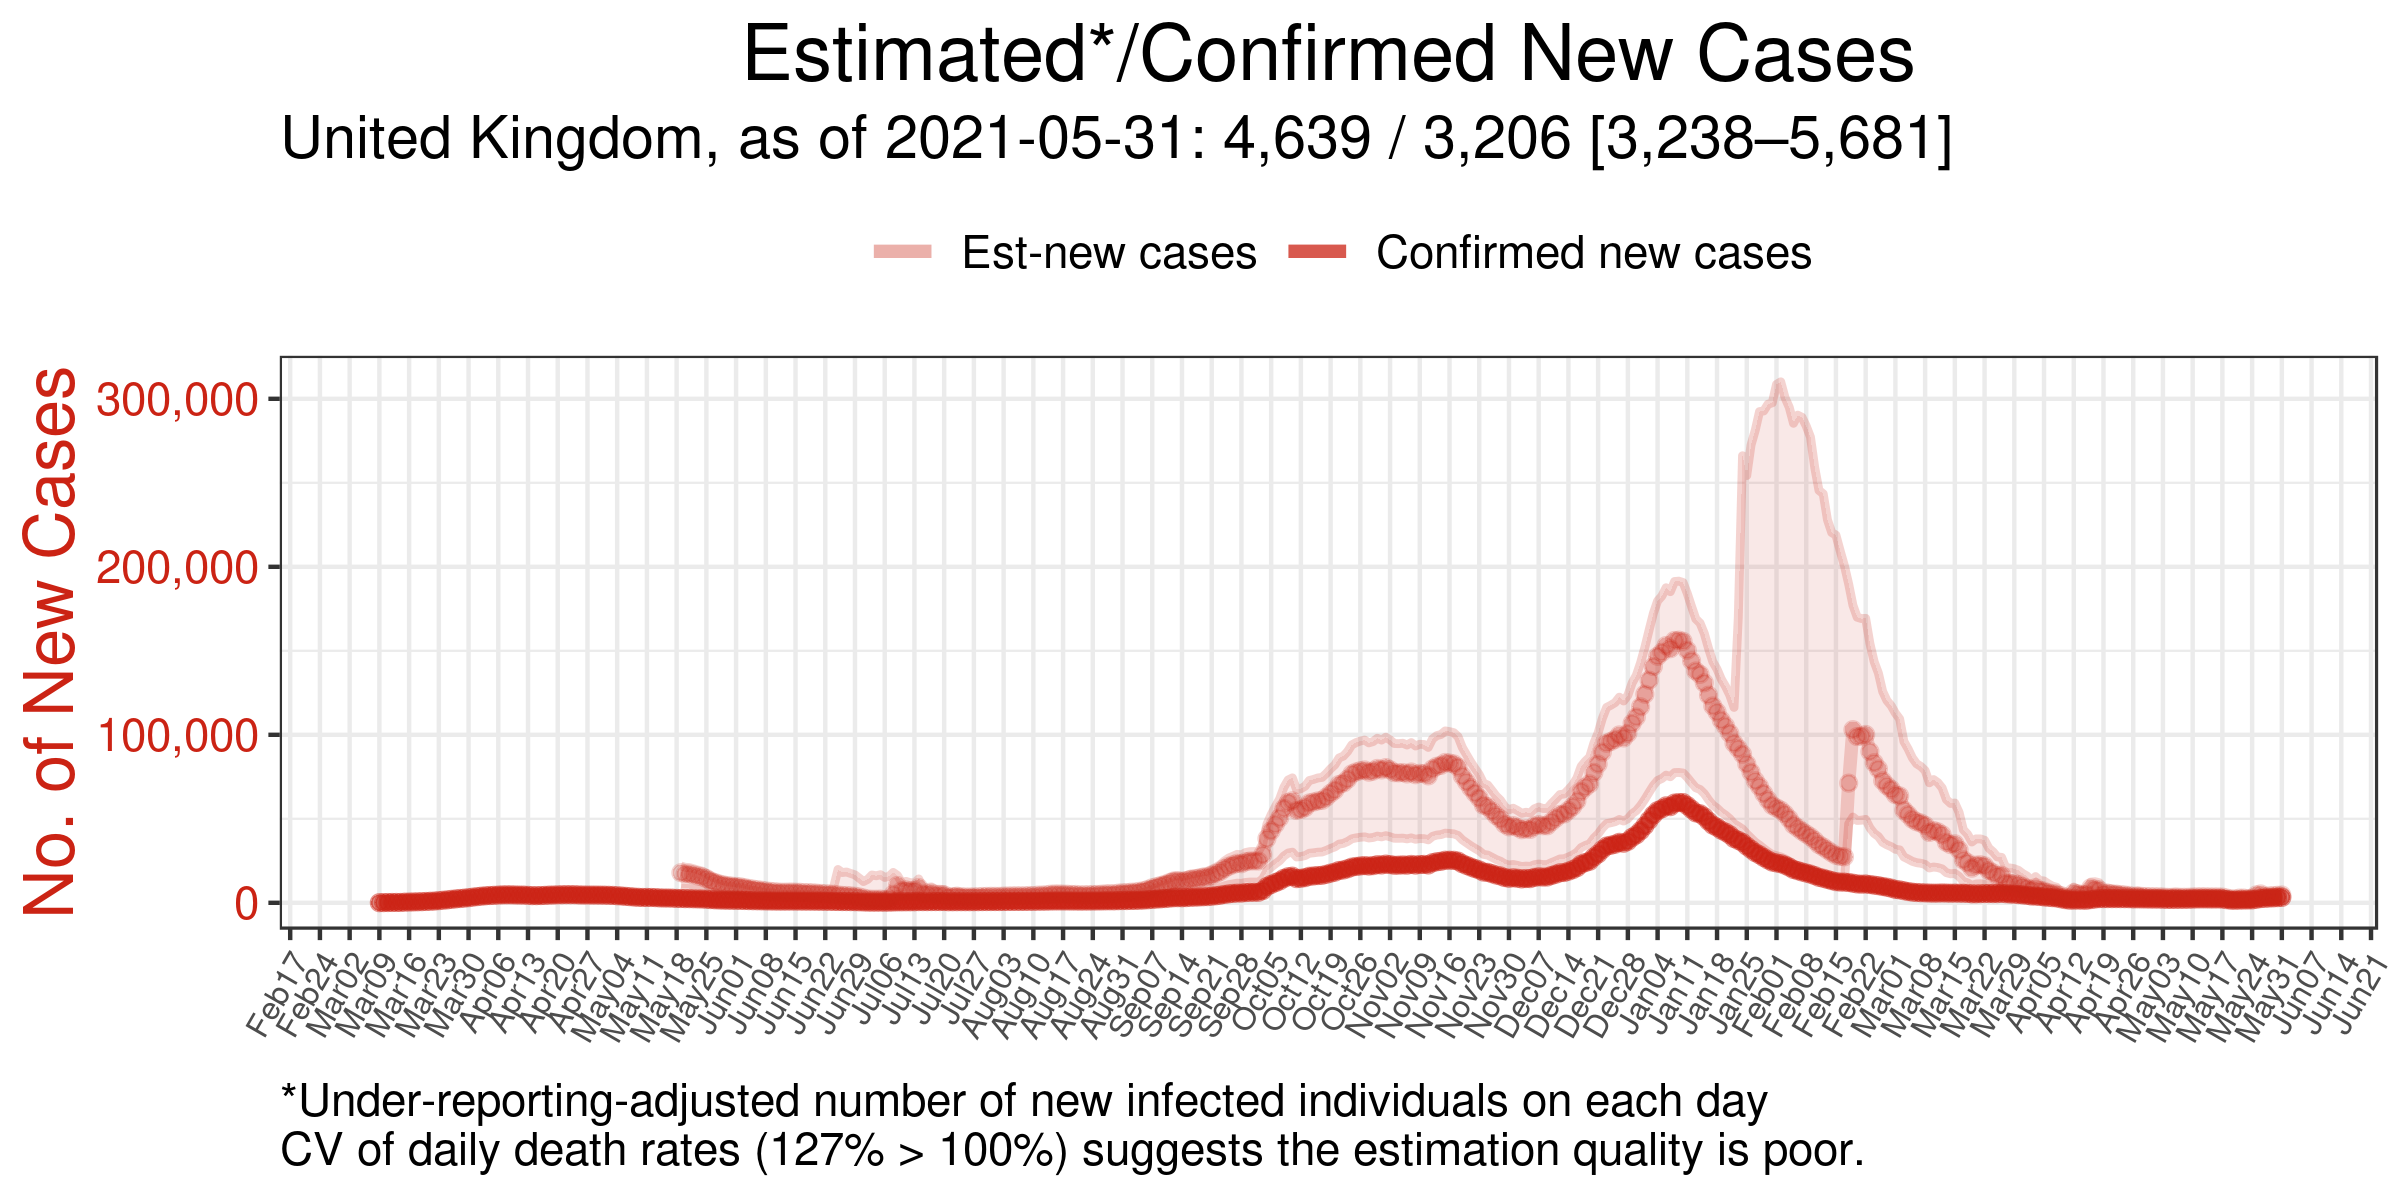 Estimated*/Confirmed New Cases
United Kingdom, as of 2021-05-31: 4,639 / 3,206 [3,238–5,681]
Est-new cases
Confirmed new cases
No. of New Cases
300,000
200,000
100,000
0
Feb17
Feb24
Mar02
Mar09
Mar16
Mar23
Mar30
Apr06
Apr13
Apr20
Apr27
May04
May11
May18
May25
Jun01
Jun08
Jun15
Jun22
Jun29
Jul06
Jul13
Jul20
Jul27
Aug03
Aug10
Aug17
Aug24
Aug31
Sep07
Sep14
Sep21
Sep28
Oct05
Oct12
Oct19
Oct26
Nov02
Nov09
Nov16
Nov23
Nov30
Dec07
Dec14
Dec21
Dec28
Jan04
Jan11
Jan18
Jan25
Feb01
Feb08
Feb15
Feb22
Mar01
Mar08
Mar15
Mar22
Mar29
Apr05
Apr12
Apr19
Apr26
May03
May10
May17
May24
May31
Jun07
Jun14
Jun21
*Under-reporting-adjusted number of new infected individuals on each day
CV of daily death rates (127% > 100%) suggests the estimation quality is poor.